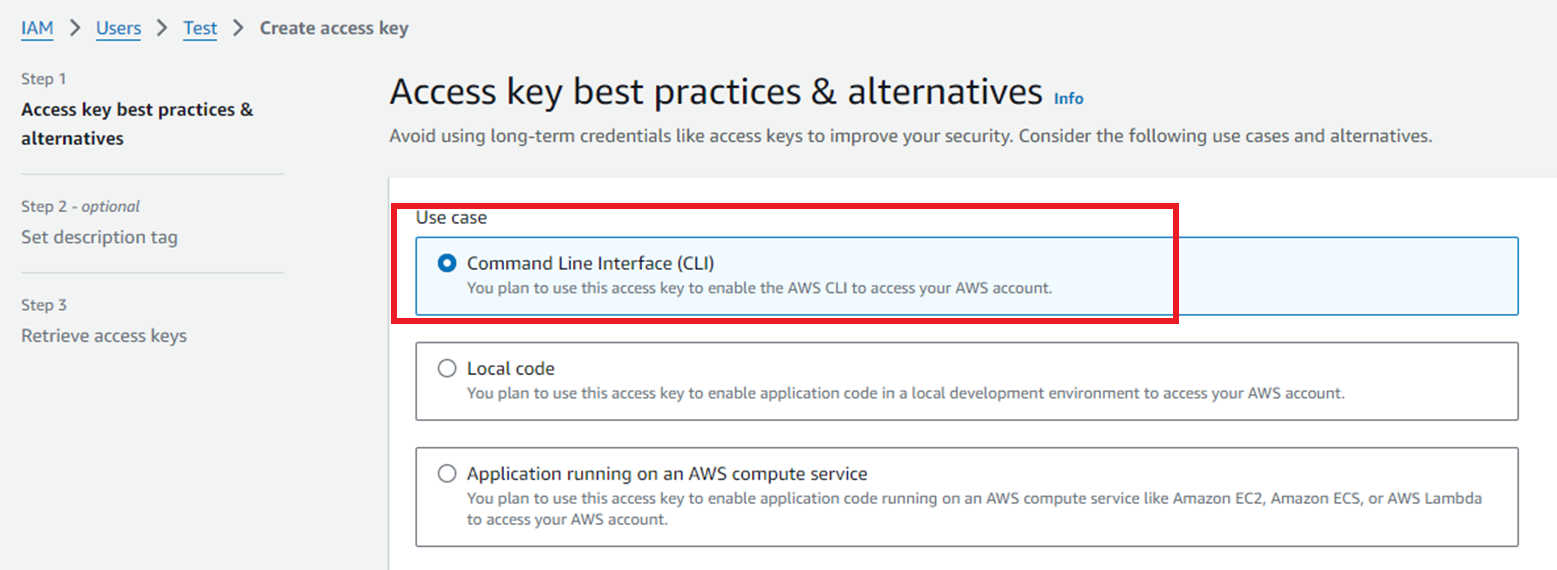 IAM > Users > Test > Create access key
Step 1
Access key best practices &
alternatives
Step 2 - optional
Set description tag
Step 3
Retrieve access keys
Access key best practices & alternatives Info
Avoid using long-term credentials like access keys to improve your security. Consider the following use cases and alternatives.
Use case
Command Line Interface (CLI)
You plan to use this access key to enable the AWS CLI to access your AWS account.
Local code
You plan to use this access key to enable application code in a local development environment to access your AWS account.
Application running on an AWS compute service
You plan to use this access key to enable application code running on an AWS compute service like Amazon EC2, Amazon ECS, or AWS Lambda
to access your AWS account.